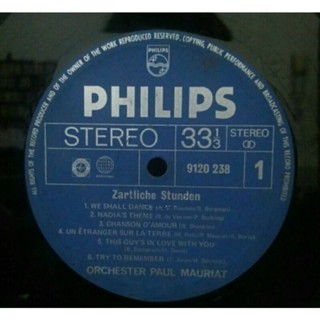 ALL RIGHTS OF THE RECORD PRODUCER AND OF THE OWNER OF THE WORK REPRODUCED RESERVED. COPYING, PUBLIC PERFORMANCE AND BROADCASTING OF THIS RECORD PROHIBITED
PHILIPS
PHILIPS
STEREO 33 1/3 STEREO
9120 238 1
Zartliche Stunden
1. WE SHALL DANCE
2. NADIA'S THEME
3. CHANSON D'AMOUR
4. UN ÉTRANGER SUR LA TERRE
5. THIS GUY'S IN LOVE WITH YOU
6. TRY TO REMEMBER
ORCHESTER PAUL MAURIAT